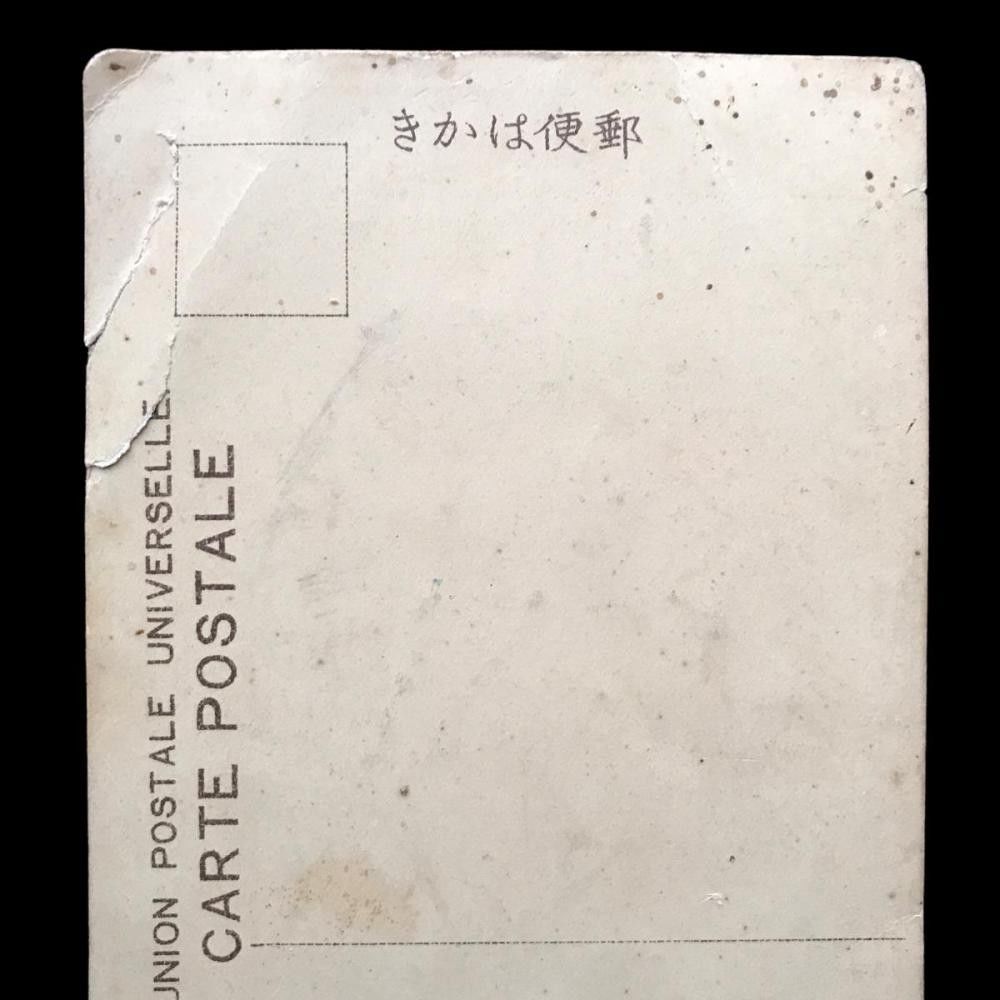 郵便はかき
UNION POSTALE UNIVERSELLE.
CARTE POSTALE